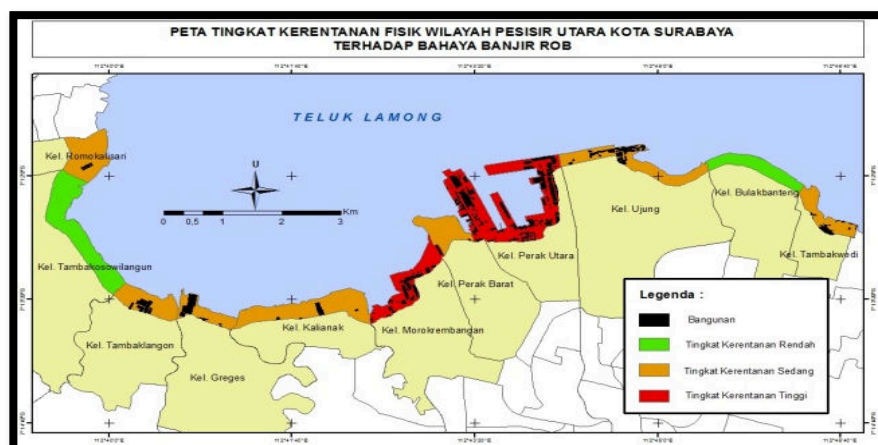 PETA TINGKAT KERENTANAN FISIK WILAYAH PESISIR UTARA KOTA SURABAYA
TERHADAP BAHAYA BANJIR ROB
TELUK LAMONG
Kel. Romokalisari
U
0 0,5 1 2 3
Km
Kel. Ujung
Kel. Bulakbanteng
Kel. Tambakwedi
Kel. Perak Utara
Kel. Tambakosowilangun
Kel. Perak Barat
Kel. Kalianak
Kel. Morokrembangan
Kel. Tambaklangon
Kel. Greges
Legenda :
Bangunan
Tingkat Kerentanan Rendah
Tingkat Kerentanan Sedang
Tingkat Kerentanan Tinggi